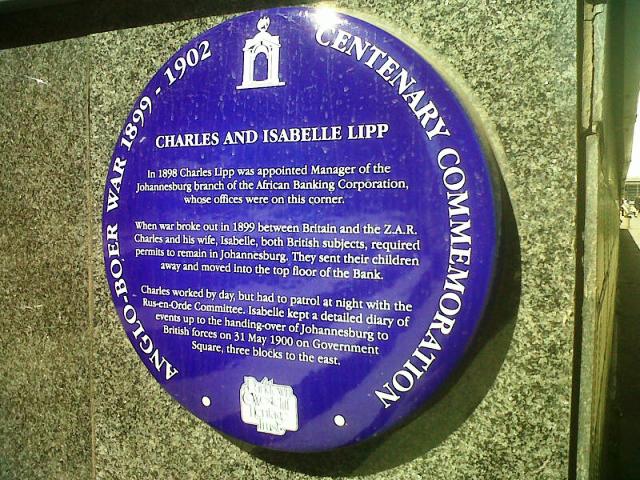 ANGLO-BOER WAR 1899 - 1902
CENTENARY COMMEMORATION
CHARLES AND ISABELLE LIPP
In 1898 Charles Lipp was appointed Manager of the
Johannesburg branch of the African Banking Corporation,
whose offices were on this corner.
When war broke out in 1899 between Britain and the Z.A.R.
Charles and his wife, Isabelle, both British subjects, required
permits to remain in Johannesburg. They sent their children
away and moved into the top floor of the Bank.
Charles worked by day, but had to patrol at night with the
Rus-en-Orde Committee. Isabelle kept a detailed diary of
events up to the handing-over of Johannesburg to
British forces on 31 May 1900 on Government
Square, three blocks to the east.
Heritage
Trust